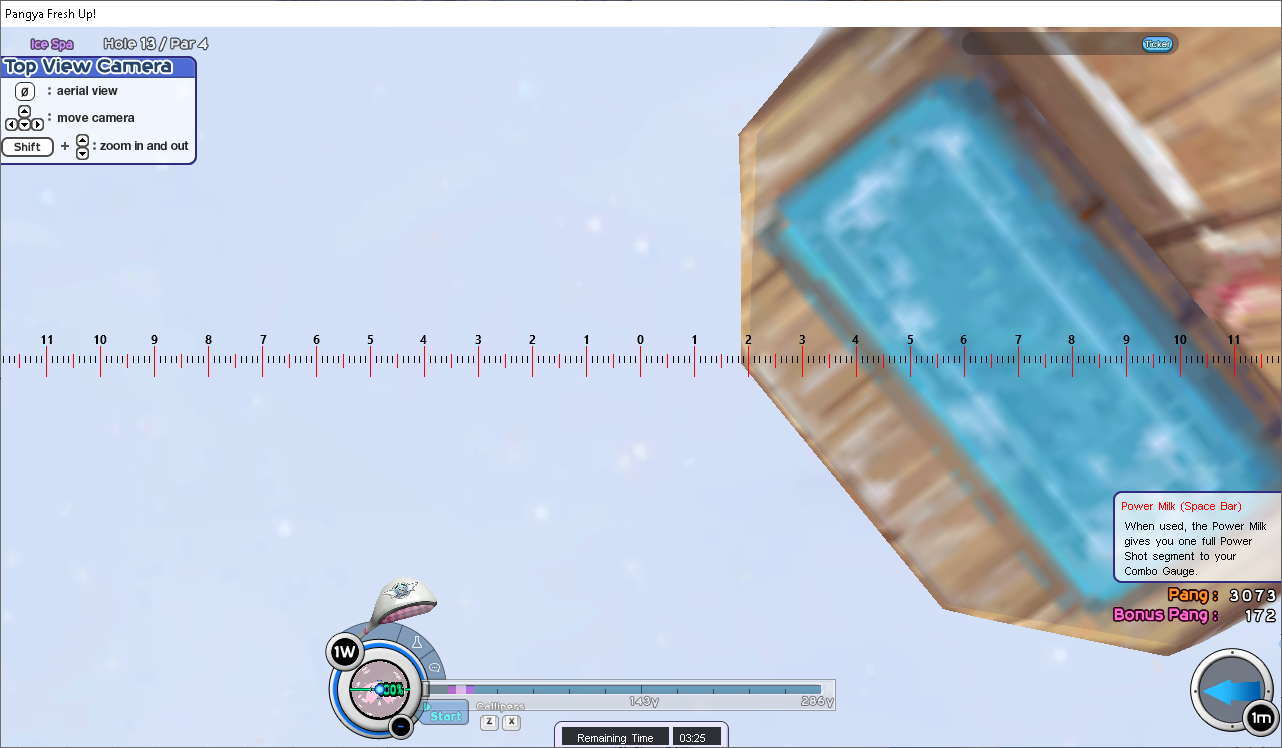 Pangya Fresh Up!
Ice Spa Hole 13 / Par 4
Ticker
Top View Camera
Ø : aerial view
: move camera
Shift + : zoom in and out
11 10 9 8 7 6 5 4 3 2 1 0 1 2 3 4 5 6 7 8 9 10 11
Power Milk (Space Bar)
When used, the Power Milk
gives you one full Power
Shot segment to your
Combo Gauge.
Pang : 3073
Bonus Pang : 172
1W
100%
143y
286y
Start
Callipers
Z X
1m
Remaining Time 03:25